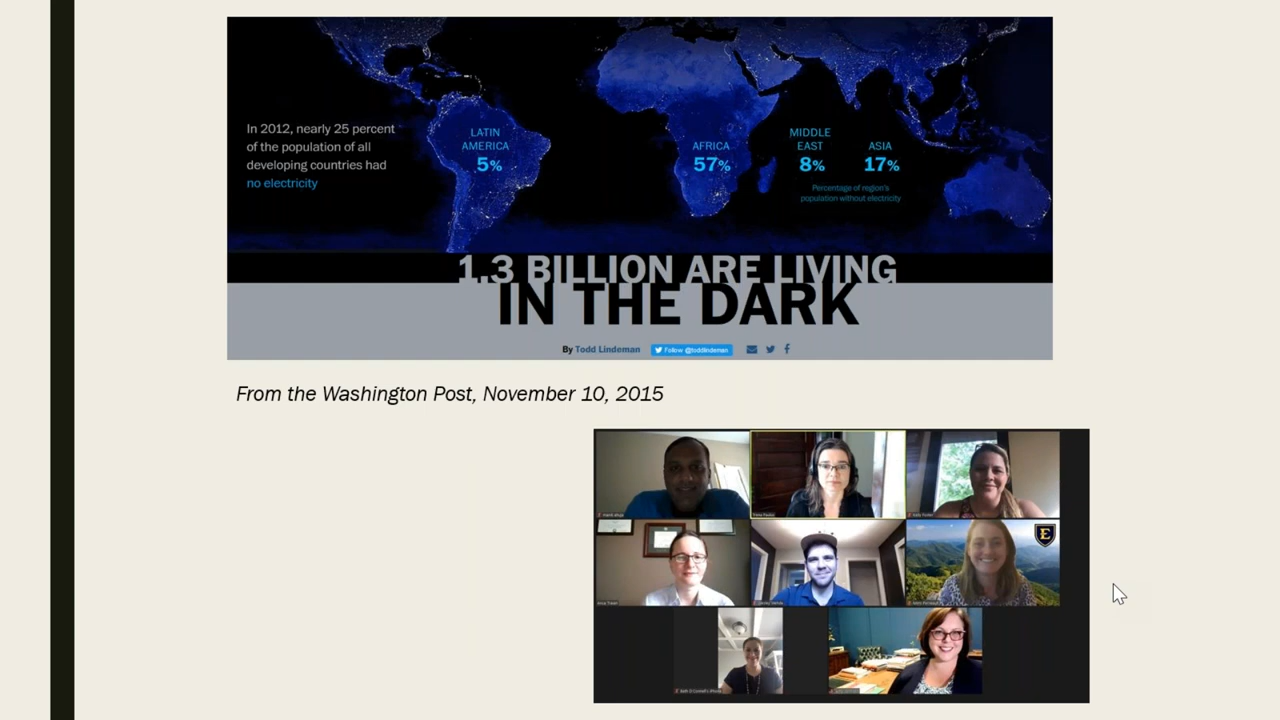 In 2012, nearly 25 percent
of the population of all
developing countries had
no electricity
LATIN
AMERICA
5%
AFRICA
57%
MIDDLE
EAST
8%
ASIA
17%
Percentage of region's
population without electricity
1.3 BILLION ARE LIVING
IN THE DARK
By Todd Lindeman
Follow @toddlindeman
From the Washington Post, November 10, 2015
E